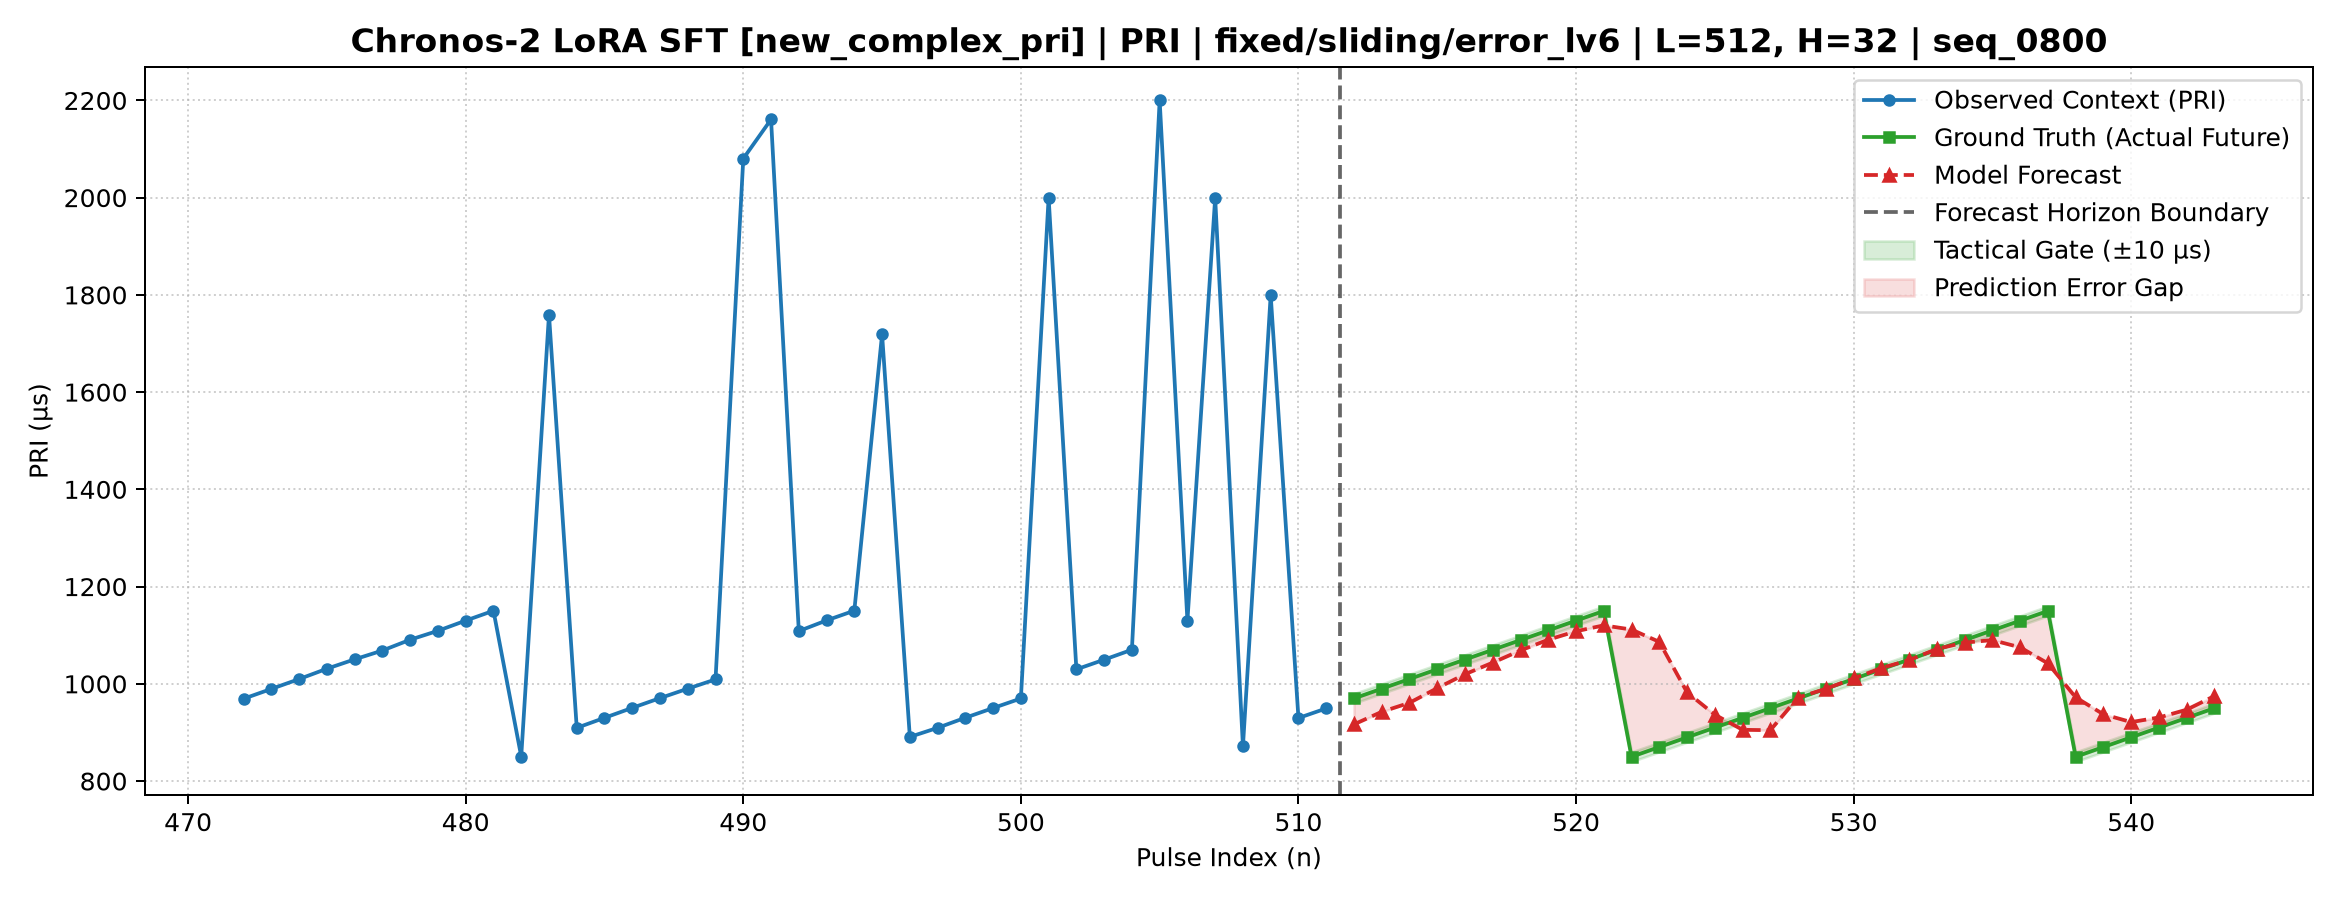 Chronos-2 LoRA SFT [new_complex_pri] | PRI | fixed/sliding/error_lv6 | L=512, H=32 | seq_0800
Observed Context (PRI)
Ground Truth (Actual Future)
Model Forecast
Forecast Horizon Boundary
Tactical Gate (±10 µs)
Prediction Error Gap
PRI (µs)
2200
2000
1800
1600
1400
1200
1000
800
470 480 490 500 510 520 530 540
Pulse Index (n)